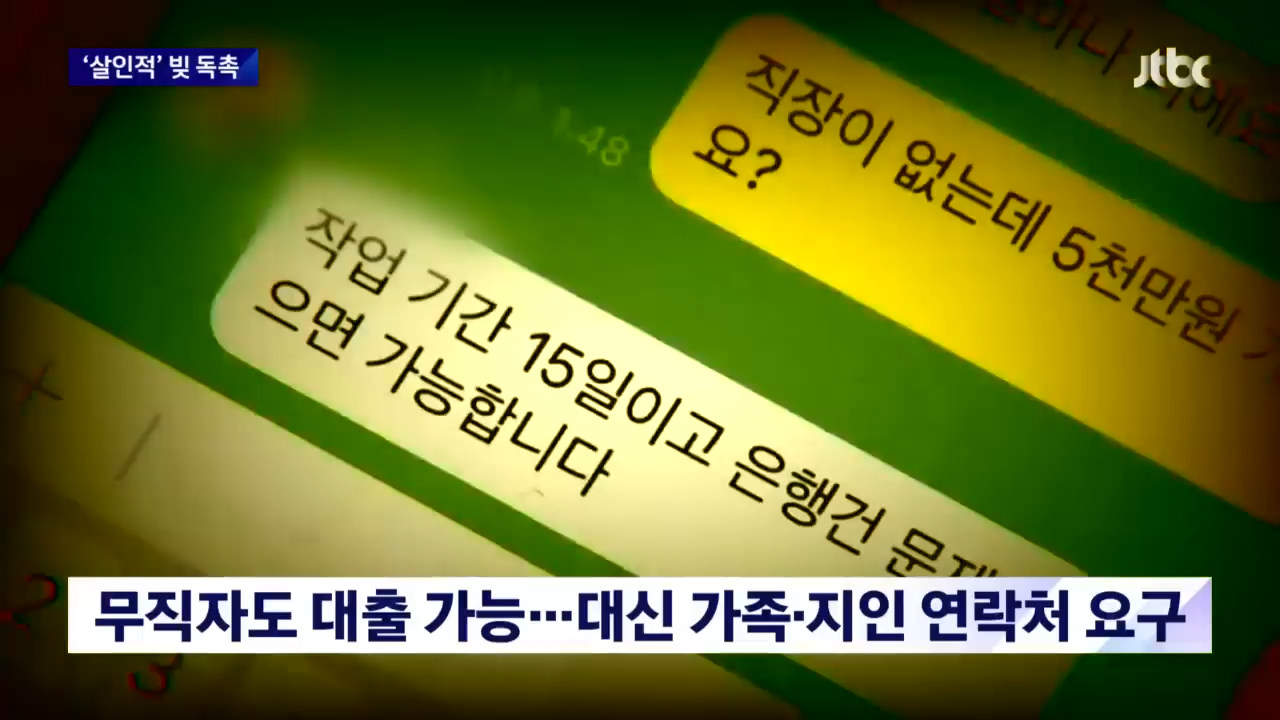 ‘살인적’ 빚 독촉
jtbc
직장이 없는데 5천만원
요?
1:48
작업 기간 15일이고 은행건
으면 가능합니다
무직자도 대출 가능…대신 가족·지인 연락처 요구
2
3